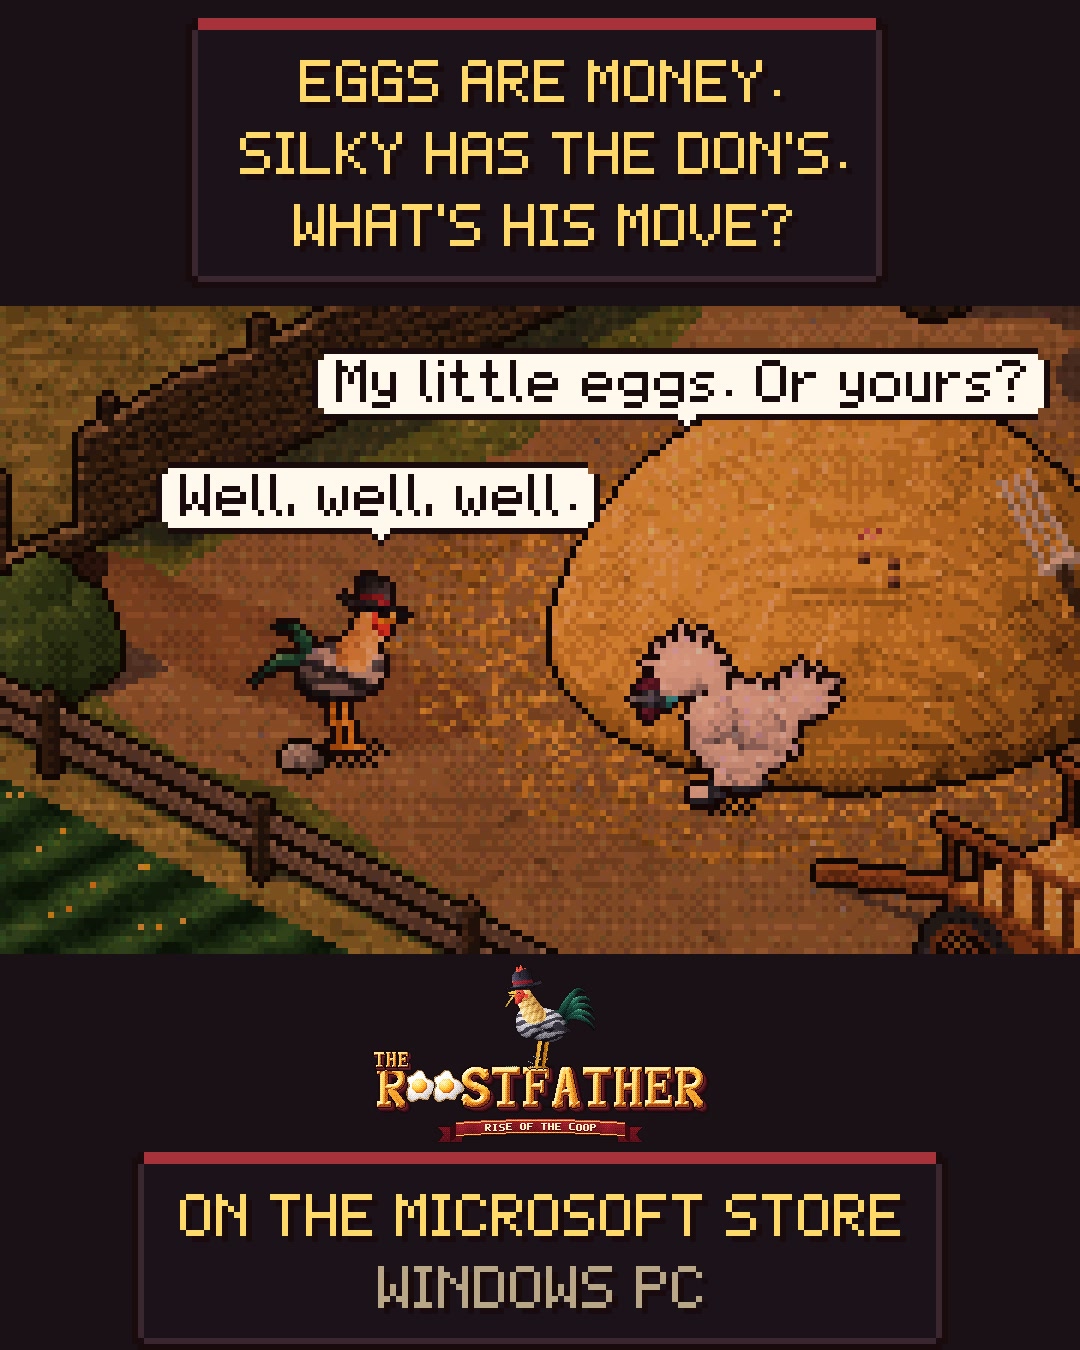 EGGS ARE MONEY.
SILKY HAS THE DON'S.
WHAT'S HIS MOVE?
My little eggs. Or yours?
Well, well, well.
THE
ROOSTFATHER
RISE OF THE COOP
ON THE MICROSOFT STORE
WINDOWS PC